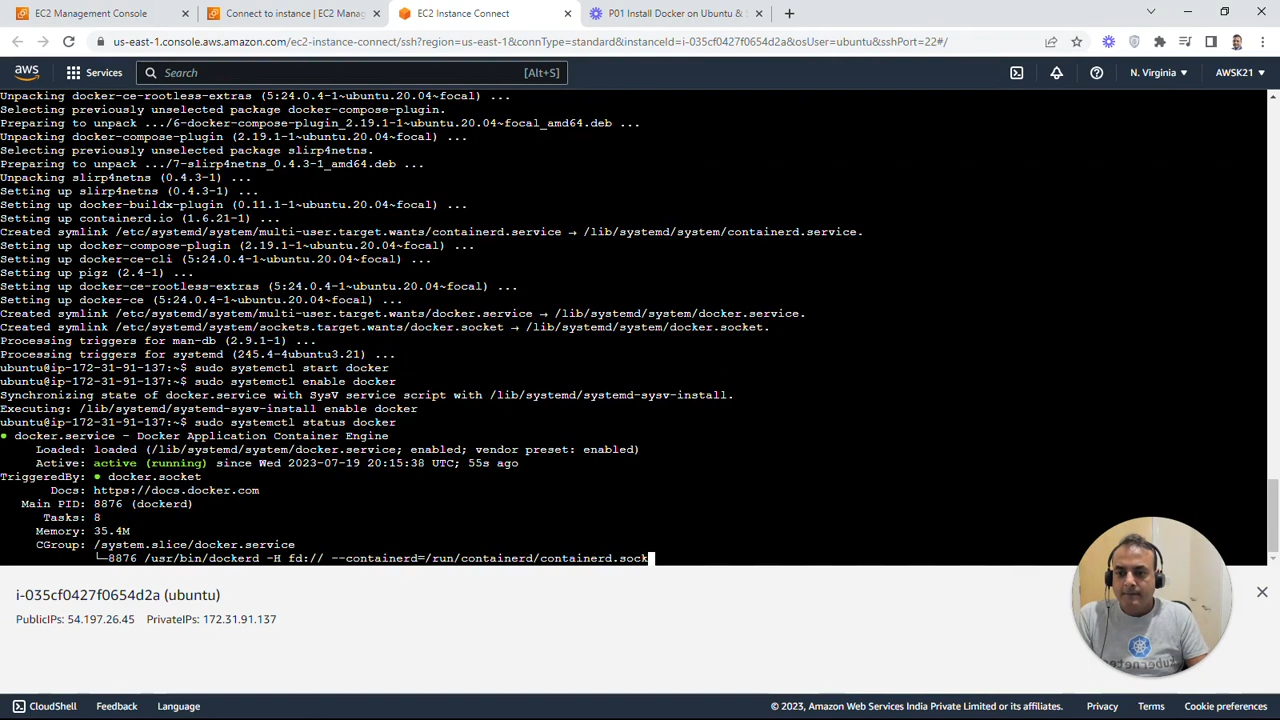 EC2 Management Console
Connect to instance | EC2 Manag
EC2 Instance Connect
P01 Install Docker on Ubuntu & S
us-east-1.console.aws.amazon.com/ec2-instance-connect/ssh?region=us-east-1&connType=standard&instanceId=i-035cf0427f0654d2a&osUser=ubuntu&sshPort=22#/
aws
Services
Search
[Alt+S]
N. Virginia
AWSK21
Unpacking docker-ce-rootless-extras (5:24.0.4-1~ubuntu.20.04~focal) ...
Selecting previously unselected package docker-compose-plugin.
Preparing to unpack .../6-docker-compose-plugin_2.19.1-1~ubuntu.20.04~focal_amd64.deb ...
Unpacking docker-compose-plugin (2.19.1-1~ubuntu.20.04~focal) ...
Selecting previously unselected package slirp4netns.
Preparing to unpack .../7-slirp4netns_0.4.3-1_amd64.deb ...
Unpacking slirp4netns (0.4.3-1) ...
Setting up slirp4netns (0.4.3-1) ...
Setting up docker-buildx-plugin (0.11.1-1~ubuntu.20.04~focal) ...
Setting up containerd.io (1.6.21-1) ...
Created symlink /etc/systemd/system/multi-user.target.wants/containerd.service → /lib/systemd/system/containerd.service.
Setting up docker-compose-plugin (2.19.1-1~ubuntu.20.04~focal) ...
Setting up docker-ce-cli (5:24.0.4-1~ubuntu.20.04~focal) ...
Setting up pigz (2.4-1) ...
Setting up docker-ce-rootless-extras (5:24.0.4-1~ubuntu.20.04~focal) ...
Setting up docker-ce (5:24.0.4-1~ubuntu.20.04~focal) ...
Created symlink /etc/systemd/system/multi-user.target.wants/docker.service → /lib/systemd/system/docker.service.
Created symlink /etc/systemd/system/sockets.target.wants/docker.socket → /lib/systemd/system/docker.socket.
Processing triggers for man-db (2.9.1-1) ...
Processing triggers for systemd (245.4-4ubuntu3.21) ...
ubuntu@ip-172-31-91-137:~$ sudo systemctl start docker
ubuntu@ip-172-31-91-137:~$ sudo systemctl enable docker
Synchronizing state of docker.service with SysV service script with /lib/systemd/systemd-sysv-install.
Executing: /lib/systemd/systemd-sysv-install enable docker
ubuntu@ip-172-31-91-137:~$ sudo systemctl status docker
● docker.service - Docker Application Container Engine
Loaded: loaded (/lib/systemd/system/docker.service; enabled; vendor preset: enabled)
Active: active (running) since Wed 2023-07-19 20:15:38 UTC; 55s ago
TriggeredBy: ● docker.socket
Docs: https://docs.docker.com
Main PID: 8876 (dockerd)
Tasks: 8
Memory: 35.4M
CGroup: /system.slice/docker.service
└─8876 /usr/bin/dockerd -H fd:// --containerd=/run/containerd/containerd.sock
i-035cf0427f0654d2a (ubuntu)
PublicIPs: 54.197.26.45 PrivateIPs: 172.31.91.137
CloudShell
Feedback
Language
© 2023, Amazon Web Services India Private Limited or its affiliates.
Privacy
Terms
Cookie preferences